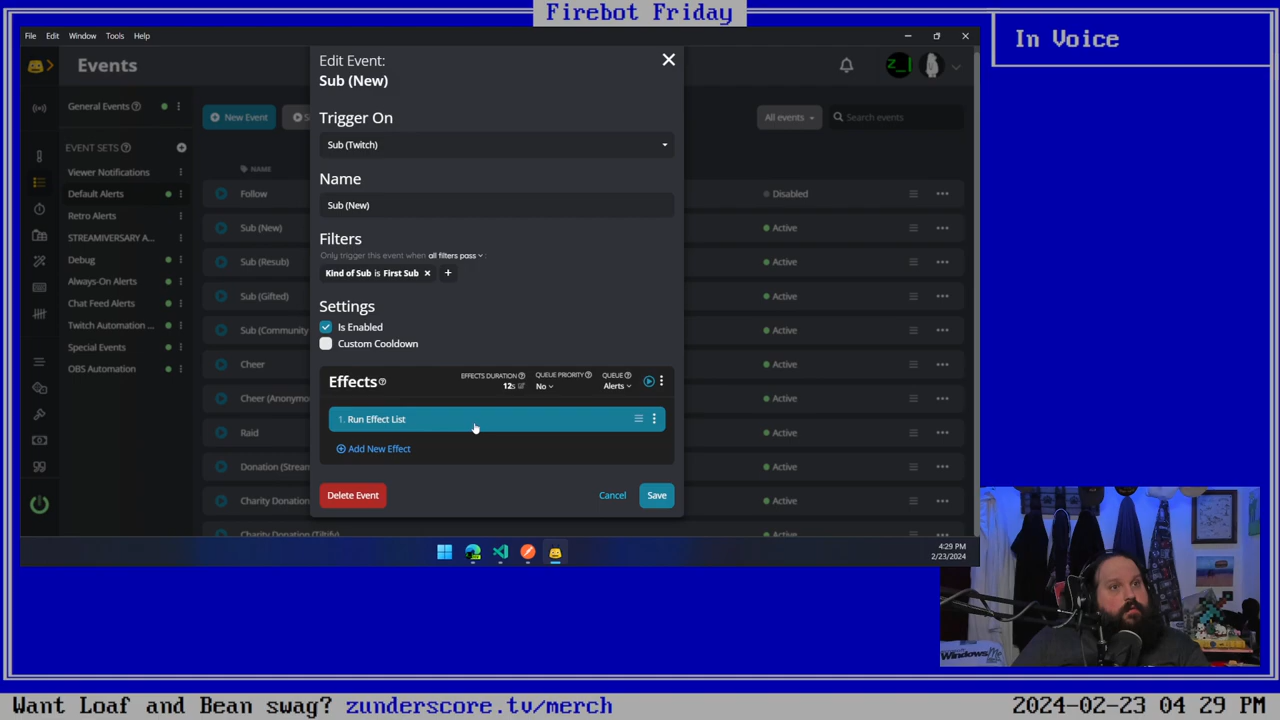 Firebot Friday
In Voice
File Edit Window Tools Help
Events
General Events
EVENT SETS
Viewer Notifications
Default Alerts
Retro Alerts
STREAMIVERSARY A...
Debug
Always-On Alerts
Chat Feed Alerts
Twitch Automation ...
Special Events
OBS Automation
New Event
All events
Search events
NAME
Follow
Disabled
Sub (New)
Active
Sub (Resub)
Active
Sub (Gifted)
Active
Sub (Community
Active
Cheer
Active
Cheer (Anonymo
Active
Raid
Active
Donation (Stream
Active
Charity Donation
Active
Charity Donation (Tiltify)
Edit Event:
Sub (New)
Trigger On
Sub (Twitch)
Name
Sub (New)
Filters
Only trigger this event when all filters pass :
Kind of Sub is First Sub
Settings
Is Enabled
Custom Cooldown
Effects
EFFECTS DURATION
12s
QUEUE PRIORITY
No
QUEUE
Alerts
1. Run Effect List
Add New Effect
Delete Event
Cancel
Save
4:29 PM
2/23/2024
Windows Me
Want Loaf and Bean swag? zunderscore.tv/merch
2024-02-23 04 29 PM